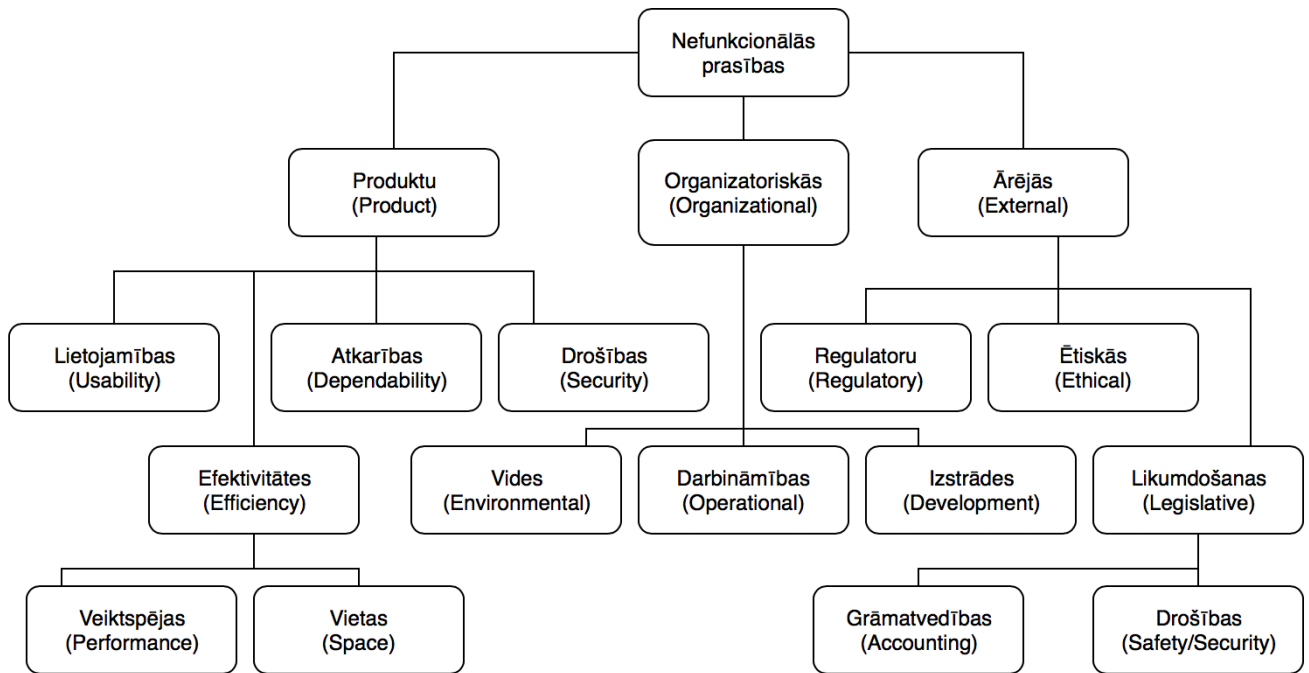 Nefunkcionālās
prasības
Produktu
(Product)
Organizatoriskās
(Organizational)
Ārējās
(External)
Lietojamības
(Usability)
Atkarības
(Dependability)
Drošības
(Security)
Regulatoru
(Regulatory)
Ētiskās
(Ethical)
Efektivitātes
(Efficiency)
Vides
(Environmental)
Darbināmības
(Operational)
Izstrādes
(Development)
Likumdošanas
(Legislative)
Veiktspējas
(Performance)
Vietas
(Space)
Grāmatvedības
(Accounting)
Drošības
(Safety/Security)